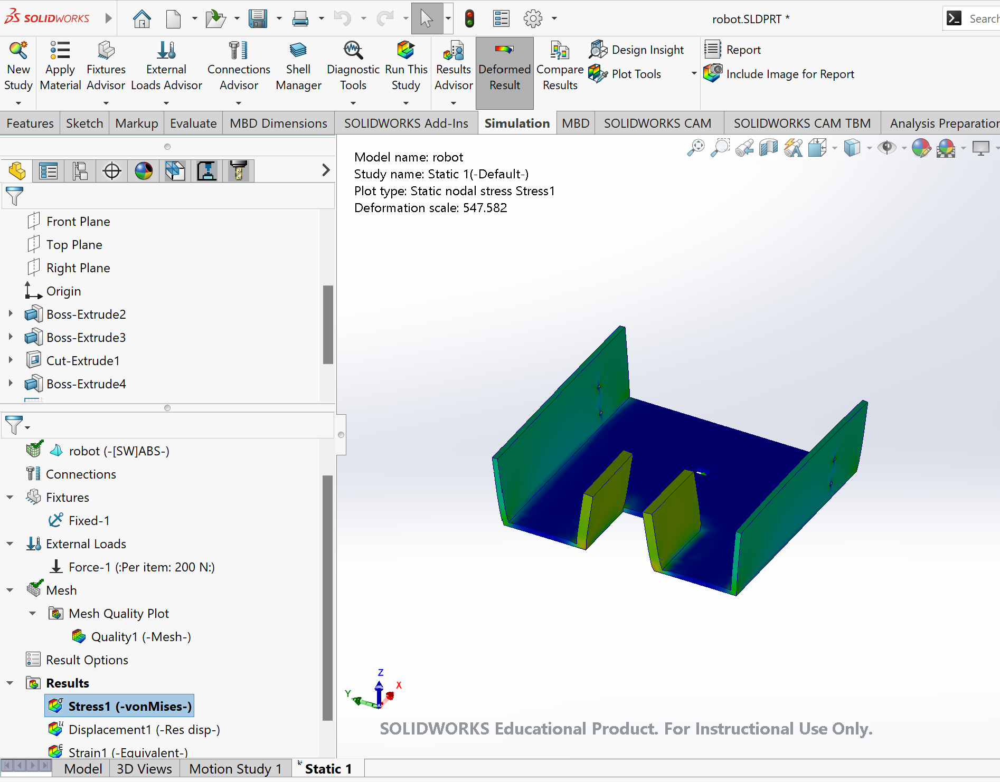 SOLIDWORKS
robot.SLDPRT *
Search
New Study
Apply Material
Fixtures Advisor
External Loads Advisor
Connections Advisor
Shell Manager
Diagnostic Tools
Run This Study
Results Advisor
Deformed Result
Compare Results
Design Insight
Plot Tools
Report
Include Image for Report
Features
Sketch
Markup
Evaluate
MBD Dimensions
SOLIDWORKS Add-Ins
Simulation
MBD
SOLIDWORKS CAM
SOLIDWORKS CAM TBM
Analysis Preparation
Front Plane
Top Plane
Right Plane
Origin
Boss-Extrude2
Boss-Extrude3
Cut-Extrude1
Boss-Extrude4
robot (-[SW]ABS-)
Connections
Fixtures
Fixed-1
External Loads
Force-1 (:Per item: 200 N:)
Mesh
Mesh Quality Plot
Quality1 (-Mesh-)
Result Options
Results
Stress1 (-vonMises-)
Displacement1 (-Res disp-)
Strain1 (-Equivalent-)
Model name: robot
Study name: Static 1(-Default-)
Plot type: Static nodal stress Stress1
Deformation scale: 547.582
Z
X
Y
SOLIDWORKS Educational Product. For Instructional Use Only.
Model
3D Views
Motion Study 1
Static 1